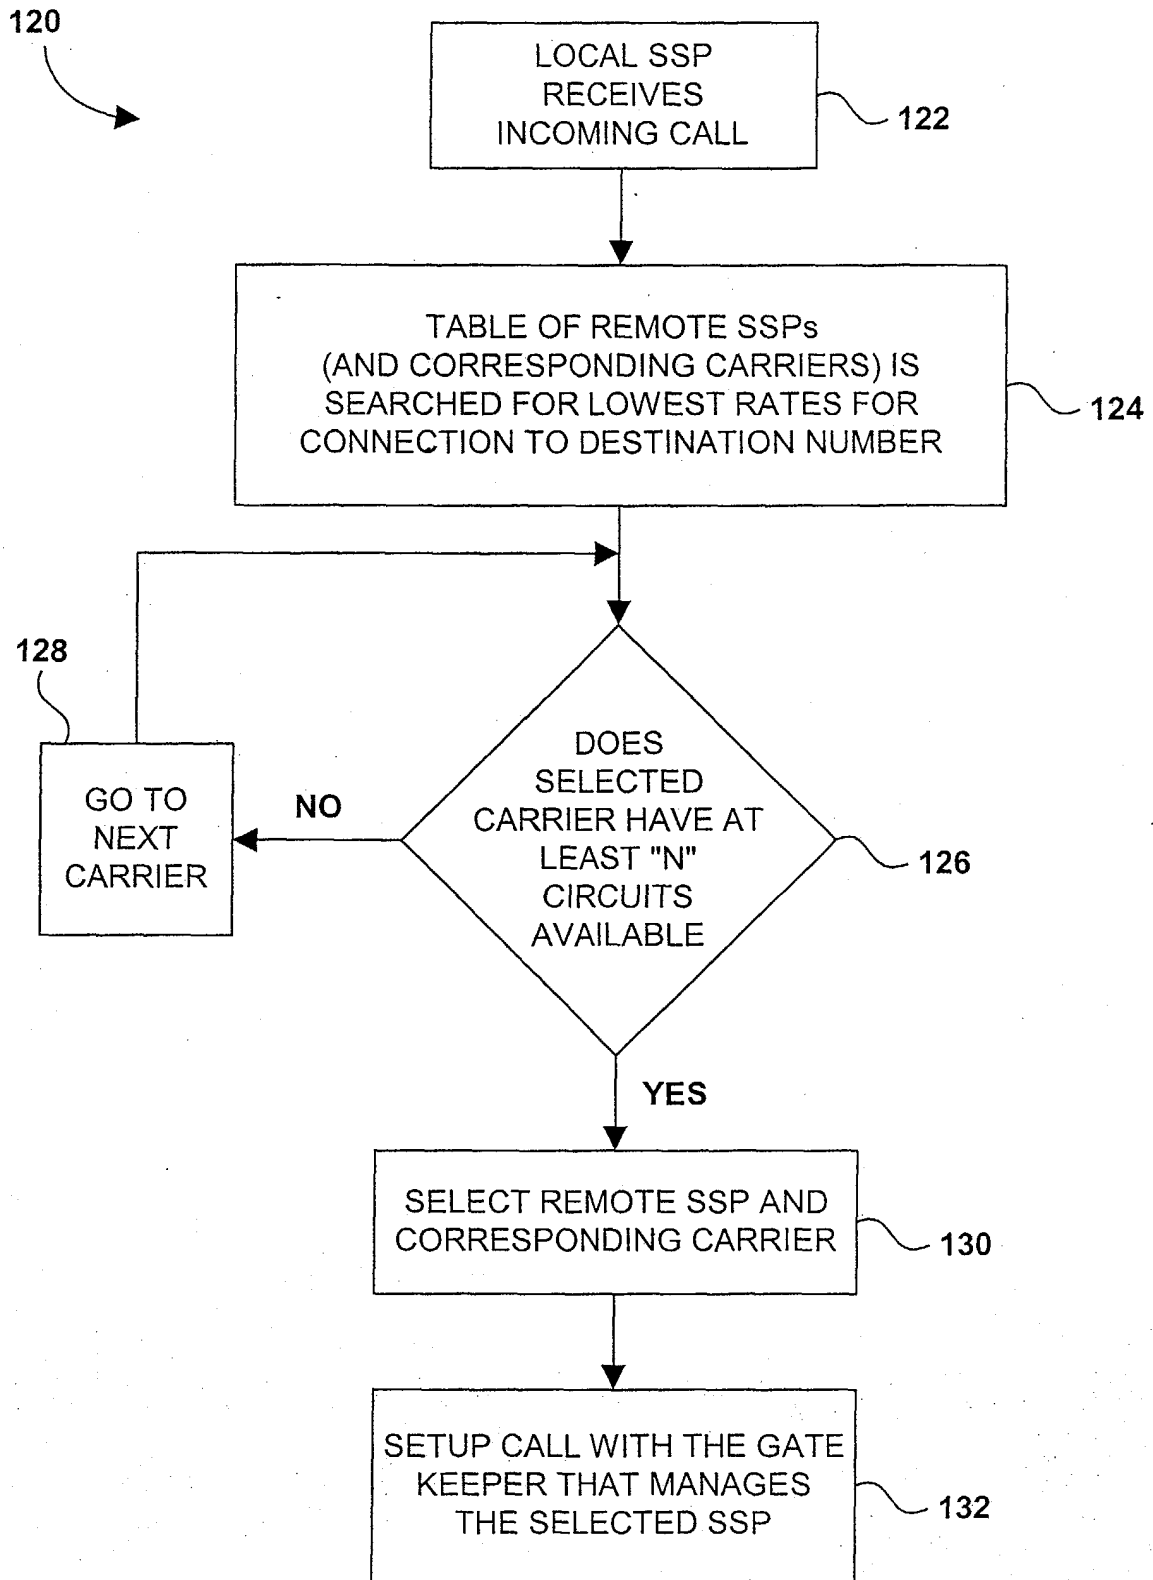 120
LOCAL SSP
RECEIVES
INCOMING CALL
122
TABLE OF REMOTE SSPs
(AND CORRESPONDING CARRIERS) IS
SEARCHED FOR LOWEST RATES FOR
CONNECTION TO DESTINATION NUMBER
124
128
GO TO
NEXT
CARRIER
NO
DOES
SELECTED
CARRIER HAVE AT
LEAST "N"
CIRCUITS
AVAILABLE
126
YES
SELECT REMOTE SSP AND
CORRESPONDING CARRIER
130
SETUP CALL WITH THE GATE
KEEPER THAT MANAGES
THE SELECTED SSP
132